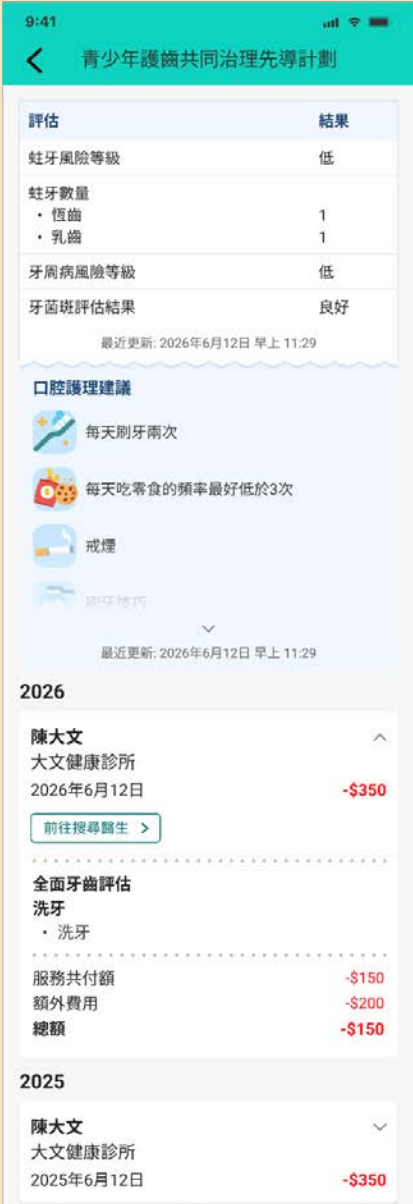 9:41
青少年護齒共同治理先導計劃
評估 結果
蛀牙風險等級 低
蛀牙數量
・ 恆齒 1
・ 乳齒 1
牙周病風險等級 低
牙菌斑評估結果 良好
最近更新: 2026年6月12日 早上 11:29
口腔護理建議
每天刷牙兩次
每天吃零食的頻率最好低於3次
戒煙
刷牙技巧
最近更新: 2026年6月12日 早上 11:29
2026
陳大文
大文健康診所
2026年6月12日 -$350
前往搜尋醫生 >
全面牙齒評估
洗牙
・ 洗牙
服務共付額 -$150
額外費用 -$200
總額 -$150
2025
陳大文
大文健康診所
2025年6月12日 -$350